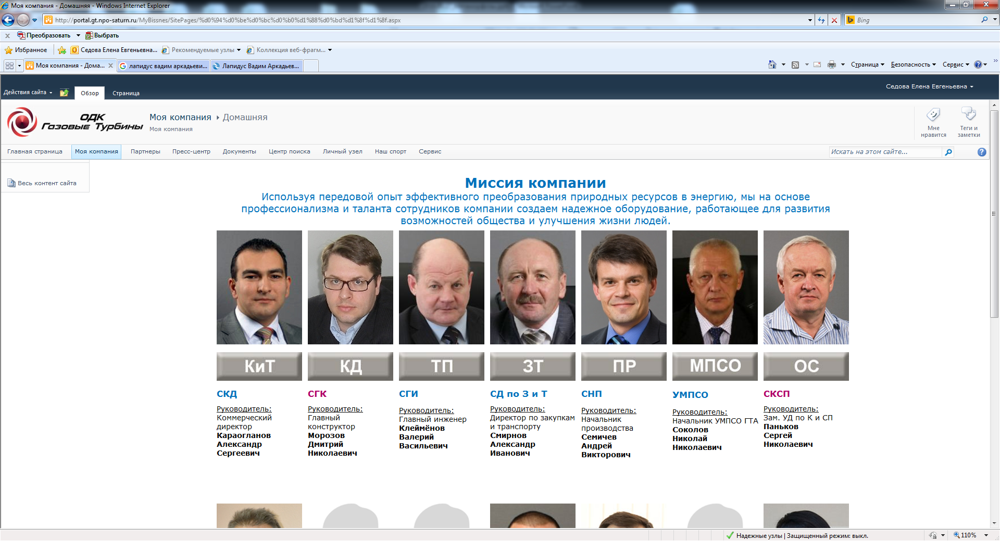 Моя компания - Домашняя - Windows Internet Explorer
http://portal.gt.npo-saturn.ru/MyBissnes/SitePages/%d0%94%d0%be%d0%bc%d0%b0%d1%88%d0%bd%d1%8f%d1%8f.aspx
Bing
x Преобразовать Выбрать
Избранное Седова Елена Евгеньевна... Рекомендуемые узлы Коллекция веб-фрагм...
Моя компания - Дома... лапидус вадим аркадьеви... Лапидус Вадим Аркадьев... Страница Безопасность Сервис
Седова Елена Евгеньевна
Действия сайта Обзор Страница
ОДК
Газовые Турбины
Моя компания Домашняя
Моя компания
Мне
нравится
Теги и
заметки
Главная страница Моя компания Партнеры Пресс-центр Документы Центр поиска Личный узел Наш спорт Сервис Искать на этом сайте...
Весь контент сайта
Миссия компании
Используя передовой опыт эффективного преобразования природных ресурсов в энергию, мы на основе
профессионализма и таланта сотрудников компании создаем надежное оборудование, работающее для развития
возможностей общества и улучшения жизни людей.
КиТ КД ТП ЗТ ПР МПСО ОС
СКД
Руководитель:
Коммерческий
директор
Караогланов
Александр
Сергеевич
СГК
Руководитель:
Главный
конструктор
Морозов
Дмитрий
Николаевич
СГИ
Руководитель:
Главный инженер
Клеймёнов
Валерий
Васильевич
СД по З и Т
Руководитель:
Директор по закупкам
и транспорту
Смирнов
Александр
Иванович
СНП
Руководитель:
Начальник
производства
Семичев
Андрей
Викторович
УМПСО
Руководитель:
Начальник УМПСО ГТА
Соколов
Николай
Николаевич
СКСП
Руководитель:
Зам. УД по К и СП
Паньков
Сергей
Николаевич
Надежные узлы | Защищенный режим: выкл. 110%